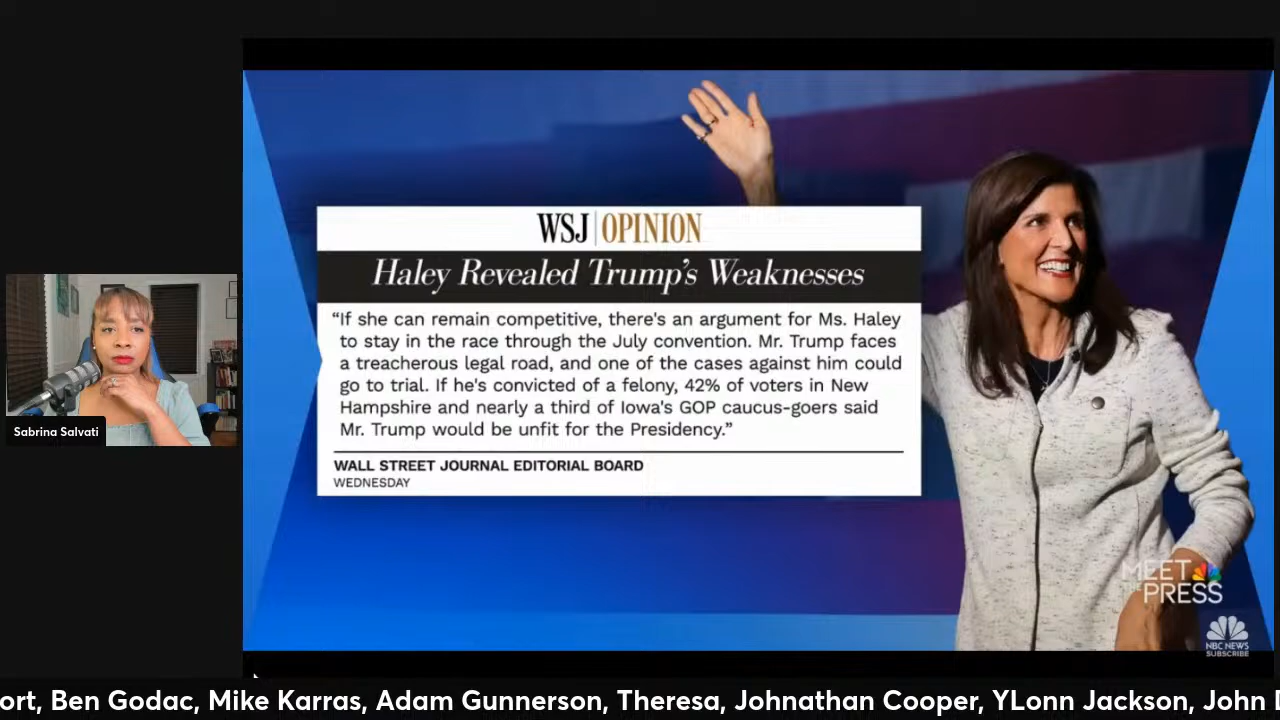 WSJ | OPINION
Haley Revealed Trump's Weaknesses
“If she can remain competitive, there's an argument for Ms. Haley
to stay in the race through the July convention. Mr. Trump faces
a treacherous legal road, and one of the cases against him could
go to trial. If he's convicted of a felony, 42% of voters in New
Hampshire and nearly a third of Iowa's GOP caucus-goers said
Mr. Trump would be unfit for the Presidency.”
WALL STREET JOURNAL EDITORIAL BOARD
WEDNESDAY
Sabrina Salvati
MEET
THE PRESS
NBC NEWS
SUBSCRIBE
ort, Ben Godac, Mike Karras, Adam Gunnerson, Theresa, Johnathan Cooper, YLonn Jackson, John